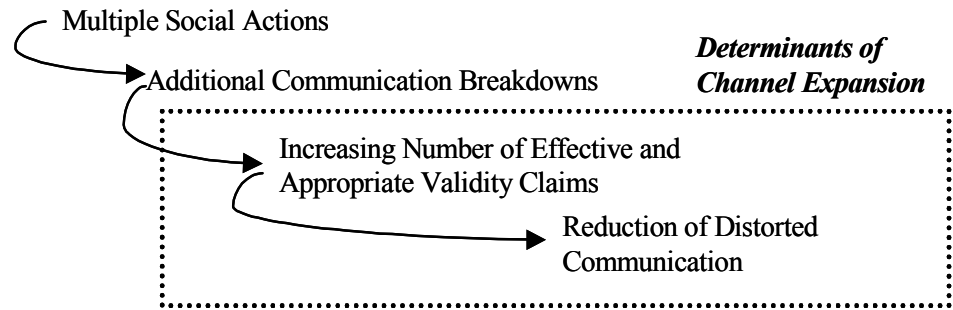 Multiple Social Actions
Determinants of
Channel Expansion
Additional Communication Breakdowns
Increasing Number of Effective and
Appropriate Validity Claims
Reduction of Distorted
Communication